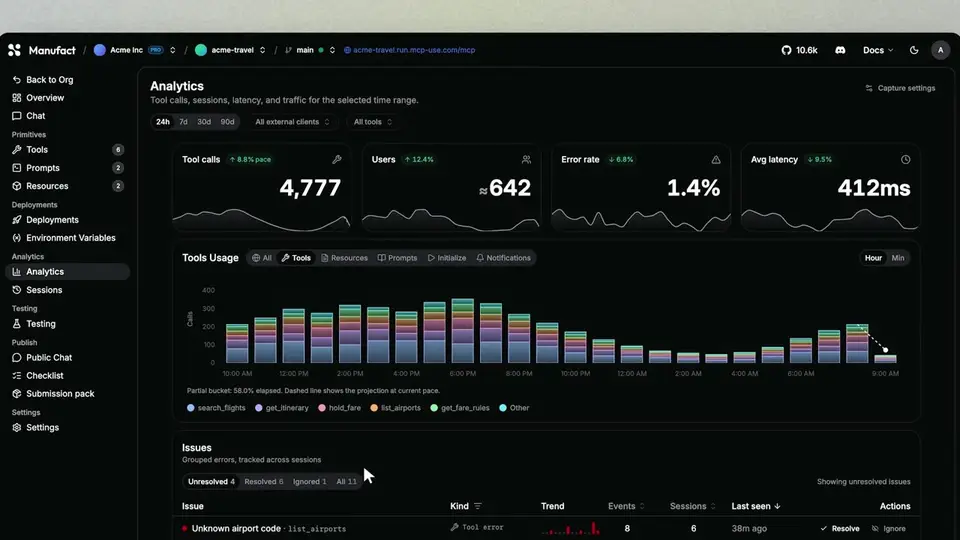 Manufact / Acme Inc PRO / acme-travel / main acme-travel.run.mcp-use.com/mcp 10.6k Docs A
Back to Org
Overview
Chat
Primitives
Tools 6
Prompts 2
Resources 2
Deployments
Deployments
Environment Variables
Analytics
Analytics
Sessions
Testing
Testing
Publish
Public Chat
Checklist
Submission pack
Settings
Settings
Analytics
Tool calls, sessions, latency, and traffic for the selected time range.
Capture settings
24h 7d 30d 90d All external clients All tools
Tool calls ↑ 8.8% pace
4,777
Users ↑ 12.4%
≈642
Error rate ↓ 6.8%
1.4%
Avg latency ↓ 9.5%
412ms
Tools Usage All Tools Resources Prompts Initialize Notifications Hour Min
Calls
400
300
200
100
0
10:00 AM 12:00 PM 2:00 PM 4:00 PM 6:00 PM 8:00 PM 10:00 PM 12:00 AM 2:00 AM 4:00 AM 6:00 AM 9:00 AM
Partial bucket: 58.0% elapsed. Dashed line shows the projection at current pace.
search_flights get_itinerary hold_fare list_airports get_fare_rules Other
Issues
Grouped errors, tracked across sessions
Unresolved 4 Resolved 6 Ignored 1 All 11
Showing unresolved issues
Issue Kind Trend Events Sessions Last seen ↓ Actions
Unknown airport code · list_airports Tool error 8 6 38m ago Resolve Ignore